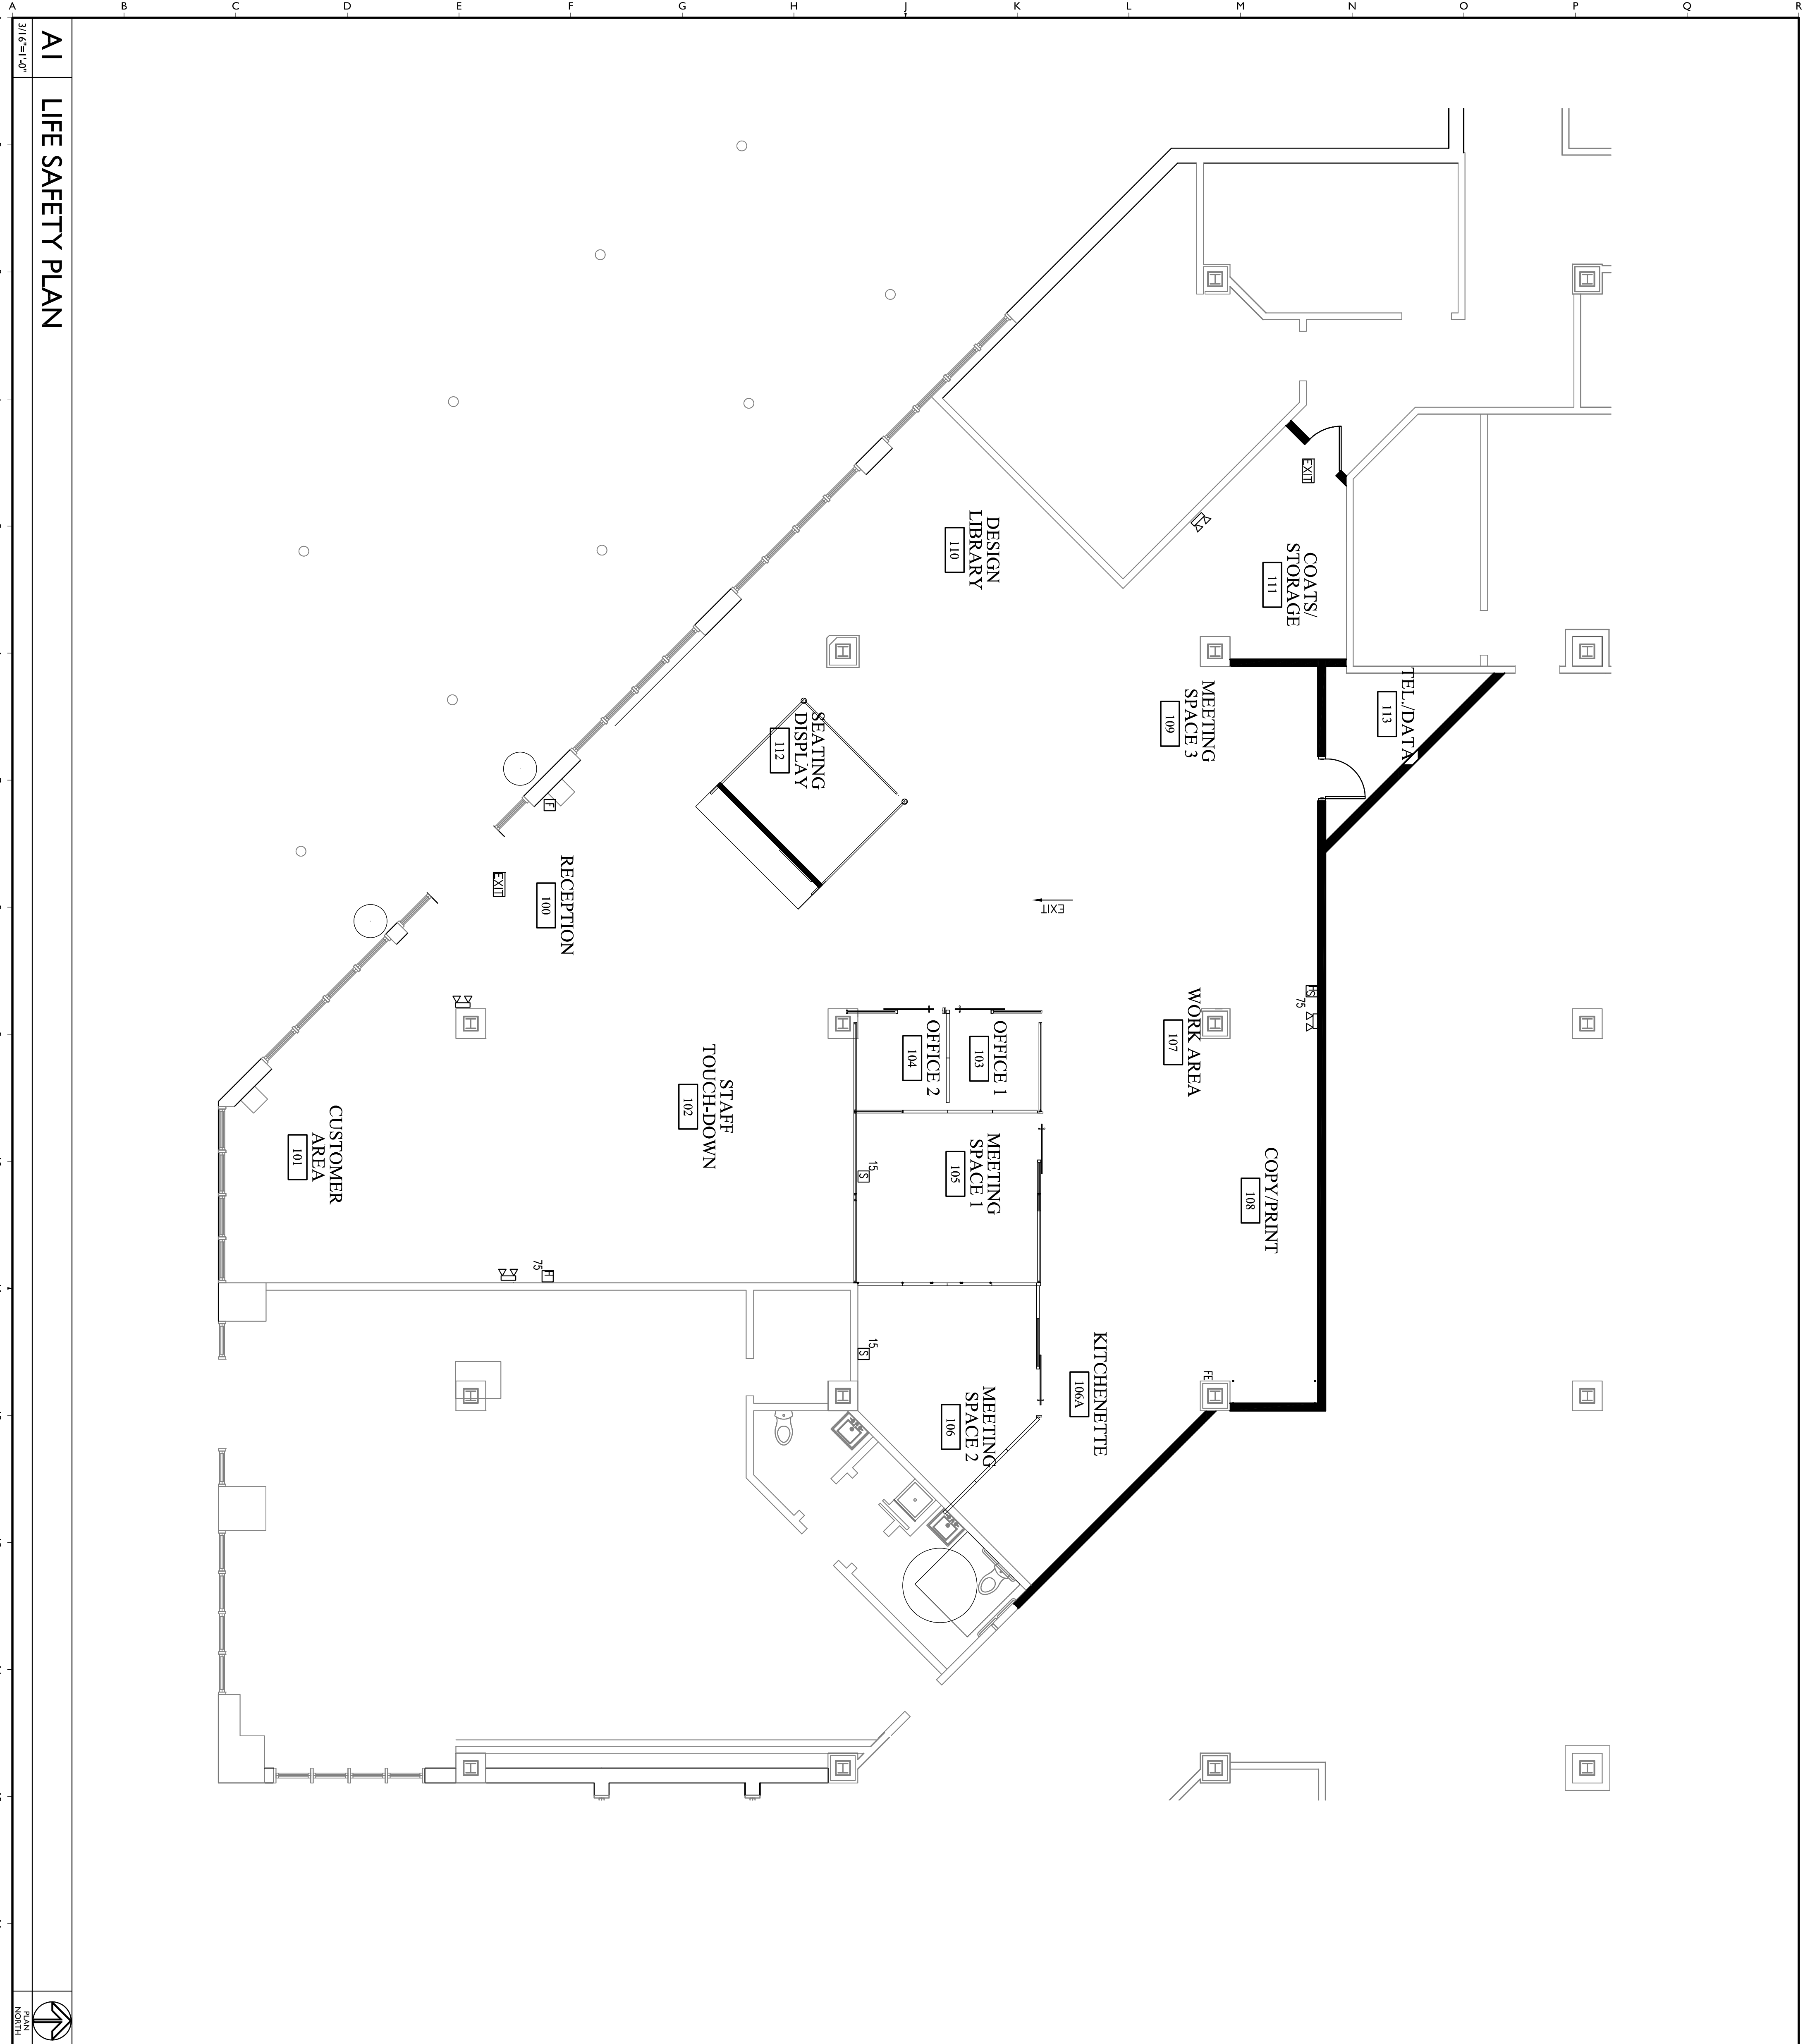 A B C D E F G H J K L M N O P Q R
A1 LIFE SAFETY PLAN
3/16"=1'-0"
PLAN
NORTH
TEL./DATA
113
EXIT
COATS/
STORAGE
111
MEETING
SPACE 3
109
DESIGN
LIBRARY
110
SEATING
DISPLAY
112
EXIT
HS
75
WORK AREA
107
COPY/PRINT
108
FE
F
RECEPTION
100
EXIT
OFFICE 1
103
OFFICE 2
104
MEETING
SPACE 1
105
15
S
KITCHENETTE
106A
MEETING
SPACE 2
106
15
S
STAFF
TOUCH-DOWN
102
H
75
CUSTOMER
AREA
101